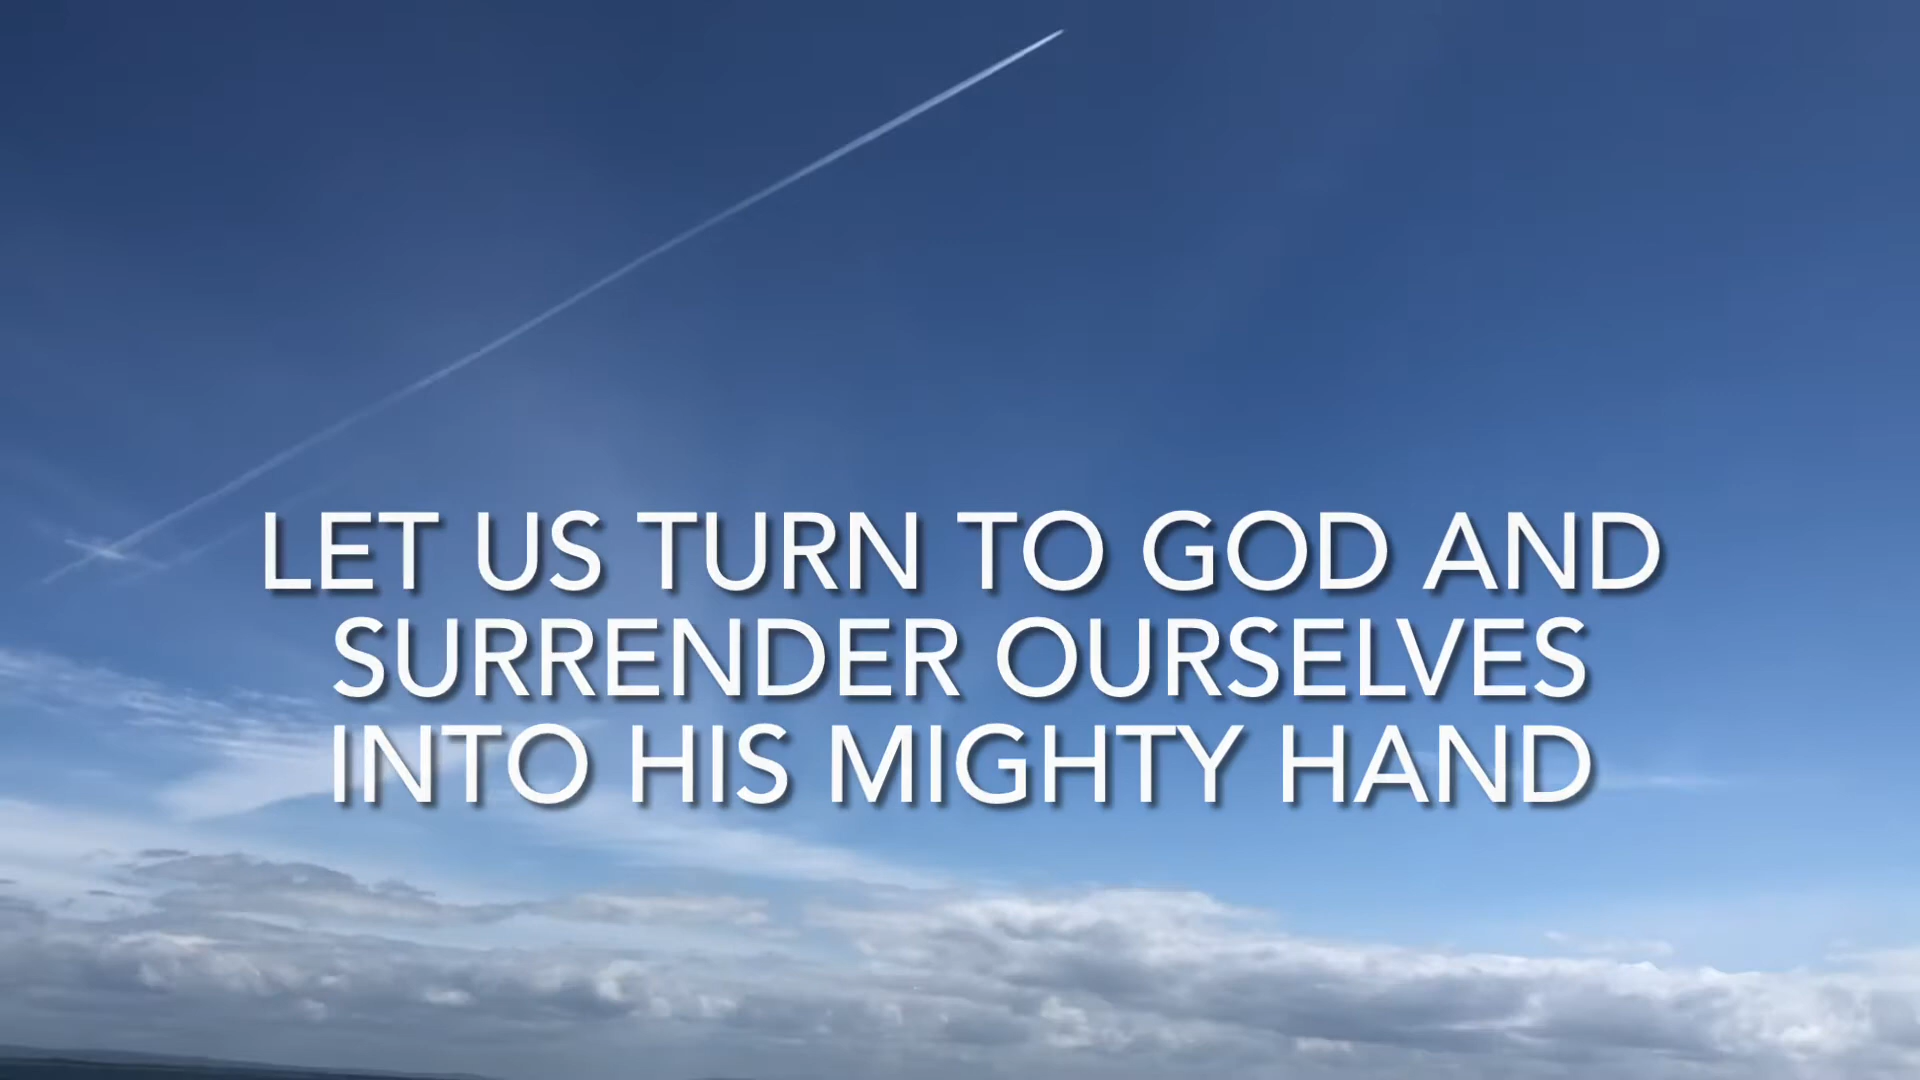 LET US TURN TO GOD AND
SURRENDER OURSELVES
INTO HIS MIGHTY HAND